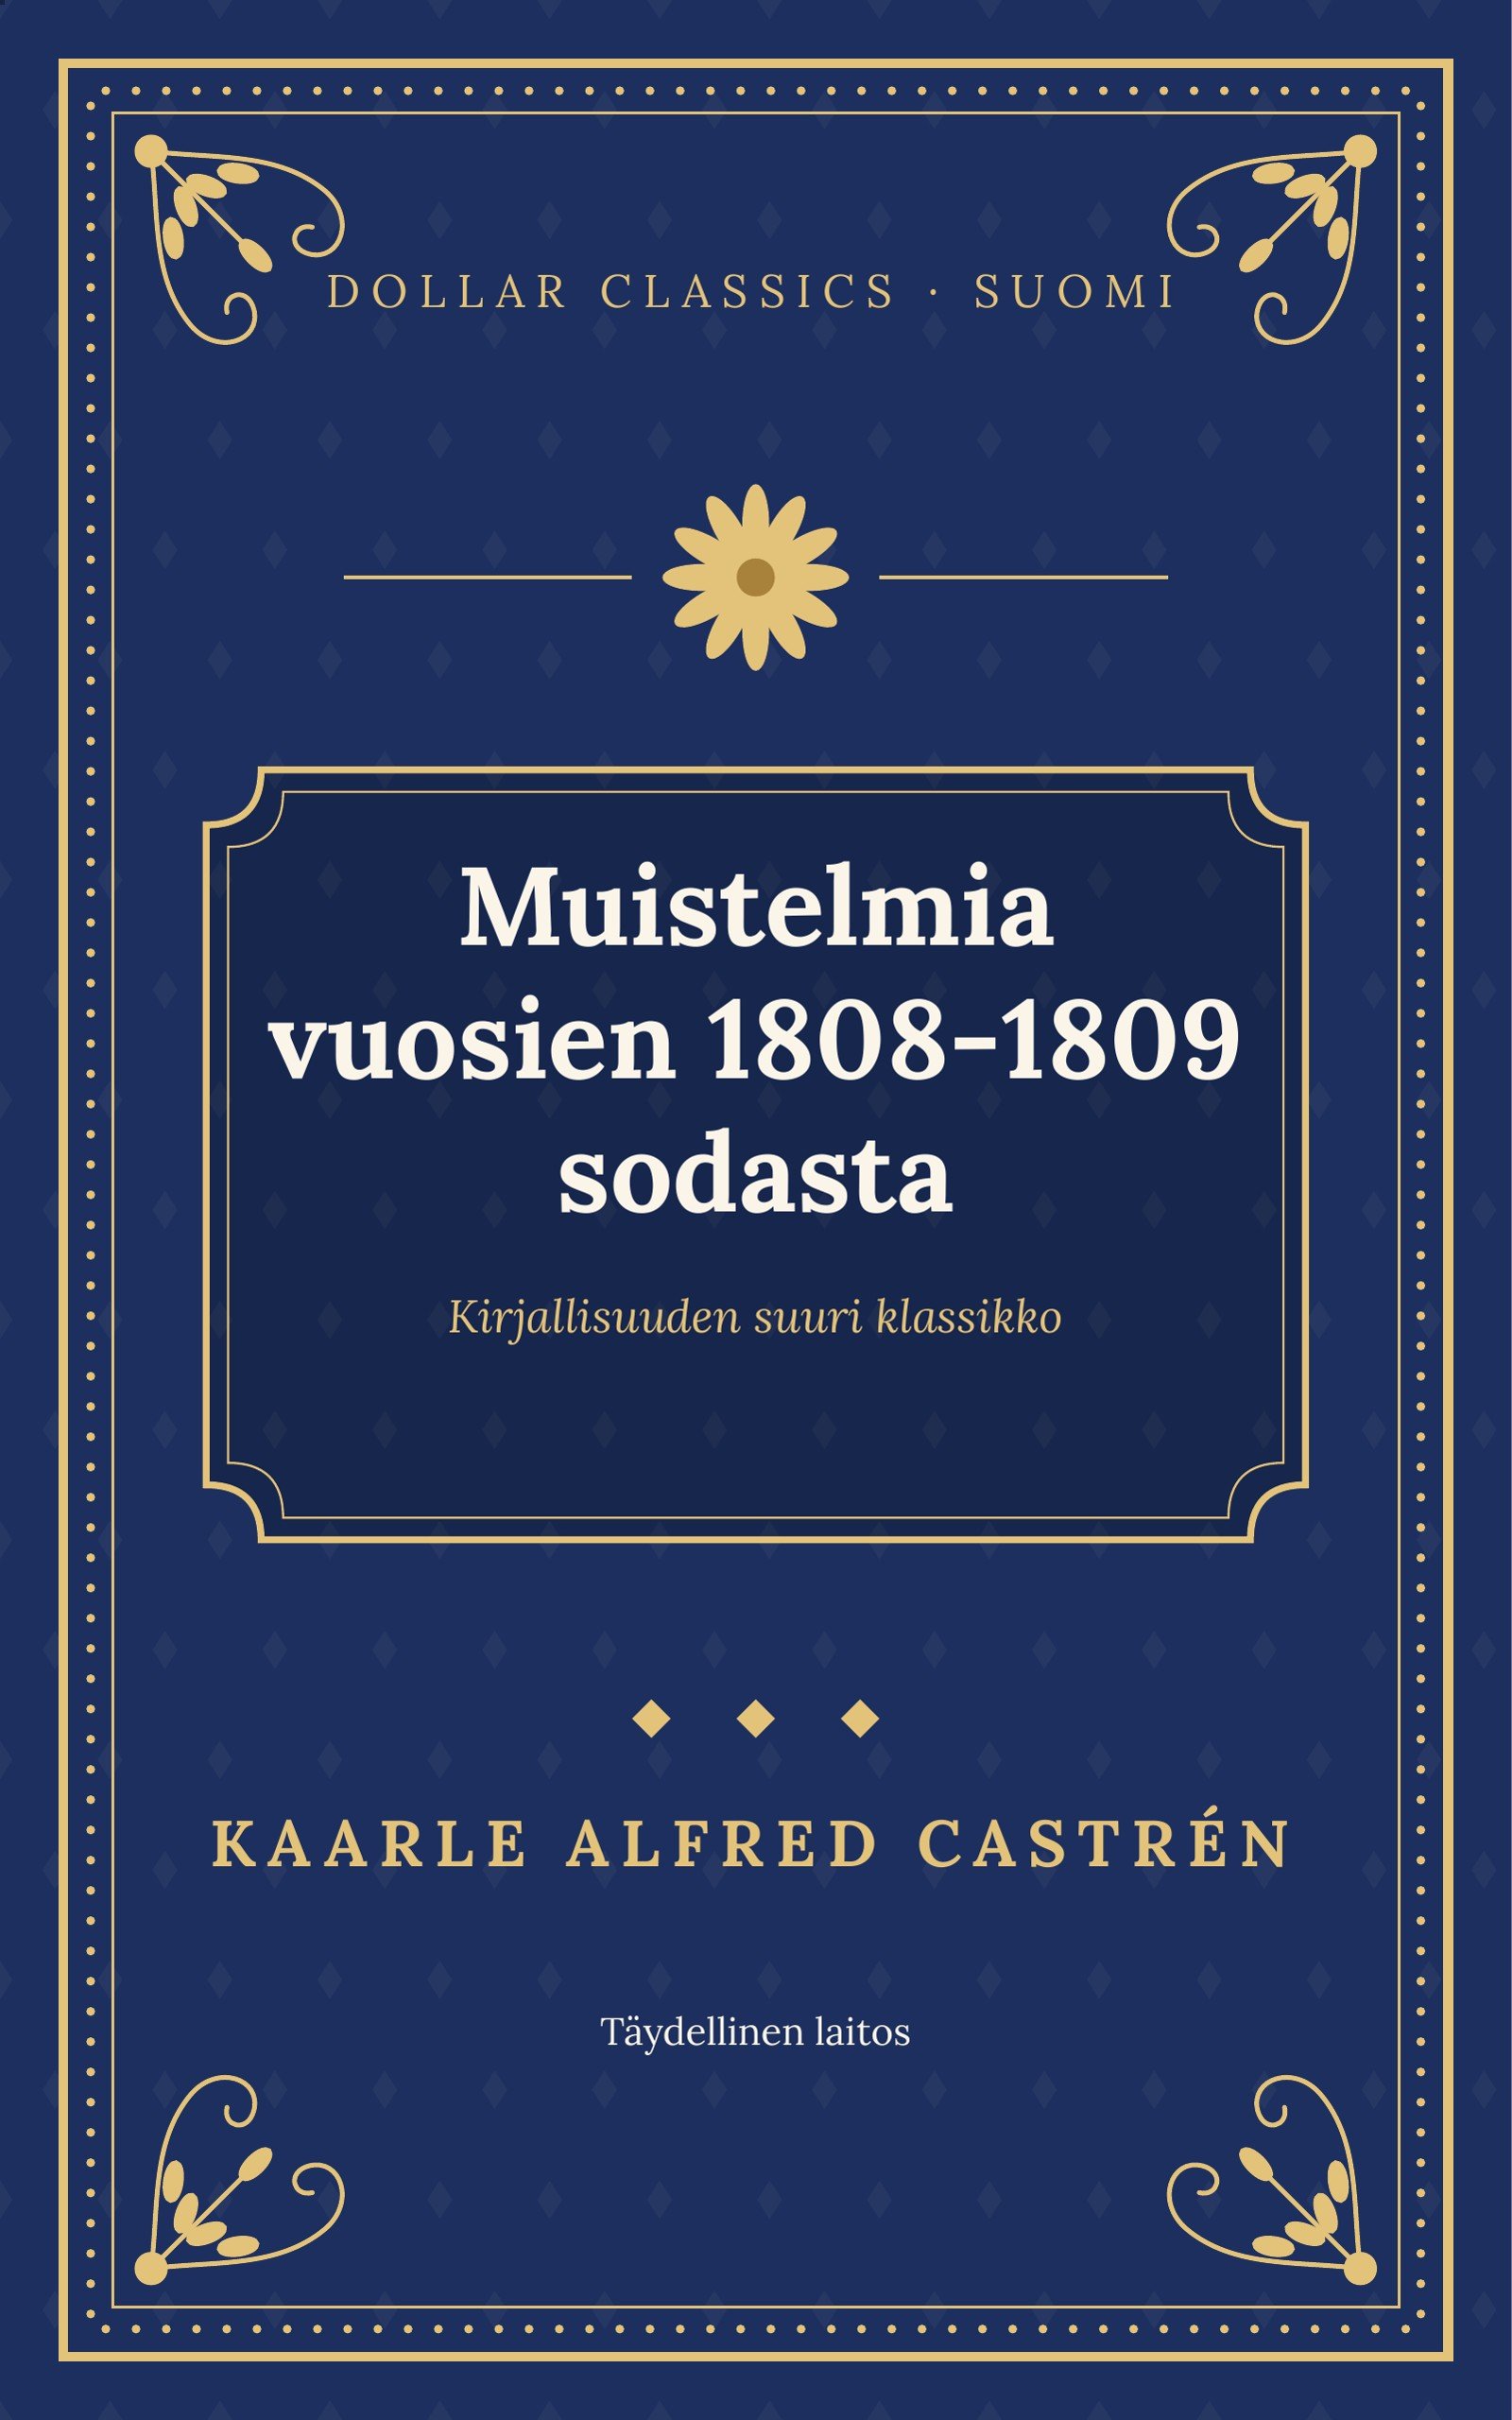 DOLLAR CLASSICS · SUOMI
Muistelmia
vuosien 1808-1809
sodasta
Kirjallisuuden suuri klassikko
KAARLE ALFRED CASTRÉN
Täydellinen laitos